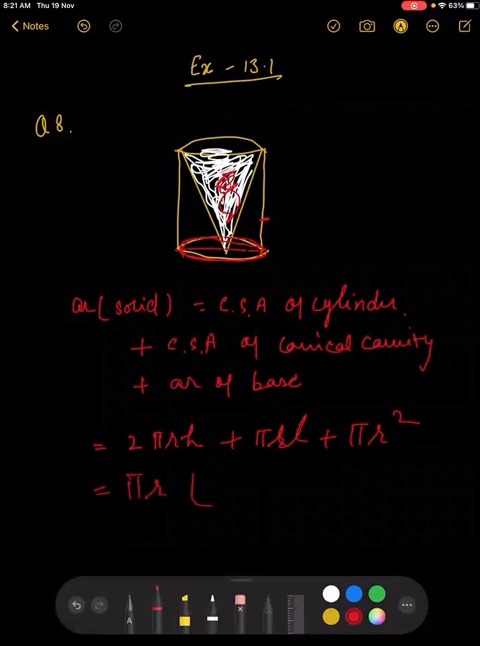 8:21 AM Thu 19 Nov
63%
Notes
Ex - 13.1
Q 8.
ar (solid) = C.S.A of cylinder.
+ C.S.A of conical cavity
+ ar of base
= 2πrh + πrl + πr²
= πr [
A